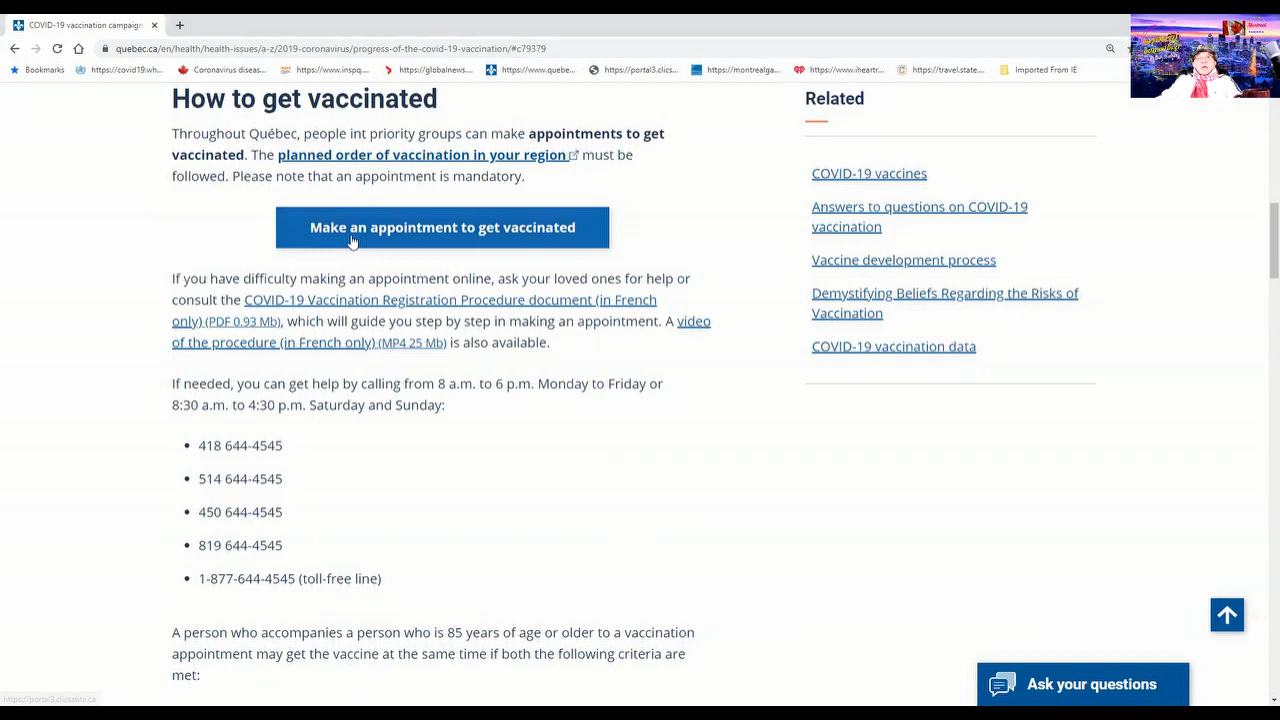 COVID-19 vaccination campaign
quebec.ca/en/health/health-issues/a-z/2019-coronavirus/progress-of-the-covid-19-vaccination/#c79379
Bookmarks
https://covid19.wh...
Coronavirus diseas...
https://www.inspq...
https://globalnews...
https://www.quebe...
https://portal3.clics...
https://montrealga...
https://www.iheartr...
https://travel.state...
Imported From IE
How to get vaccinated
Throughout Québec, people int priority groups can make appointments to get
vaccinated. The planned order of vaccination in your region must be
followed. Please note that an appointment is mandatory.
Make an appointment to get vaccinated
If you have difficulty making an appointment online, ask your loved ones for help or
consult the COVID-19 Vaccination Registration Procedure document (in French
only) (PDF 0.93 Mb), which will guide you step by step in making an appointment. A video
of the procedure (in French only) (MP4 25 Mb) is also available.
If needed, you can get help by calling from 8 a.m. to 6 p.m. Monday to Friday or
8:30 a.m. to 4:30 p.m. Saturday and Sunday:
418 644-4545
514 644-4545
450 644-4545
819 644-4545
1-877-644-4545 (toll-free line)
A person who accompanies a person who is 85 years of age or older to a vaccination
appointment may get the vaccine at the same time if both the following criteria are
met:
Related
COVID-19 vaccines
Answers to questions on COVID-19
vaccination
Vaccine development process
Demystifying Beliefs Regarding the Risks of
Vaccination
COVID-19 vaccination data
Ask your questions
https://portal3.clicsante.ca